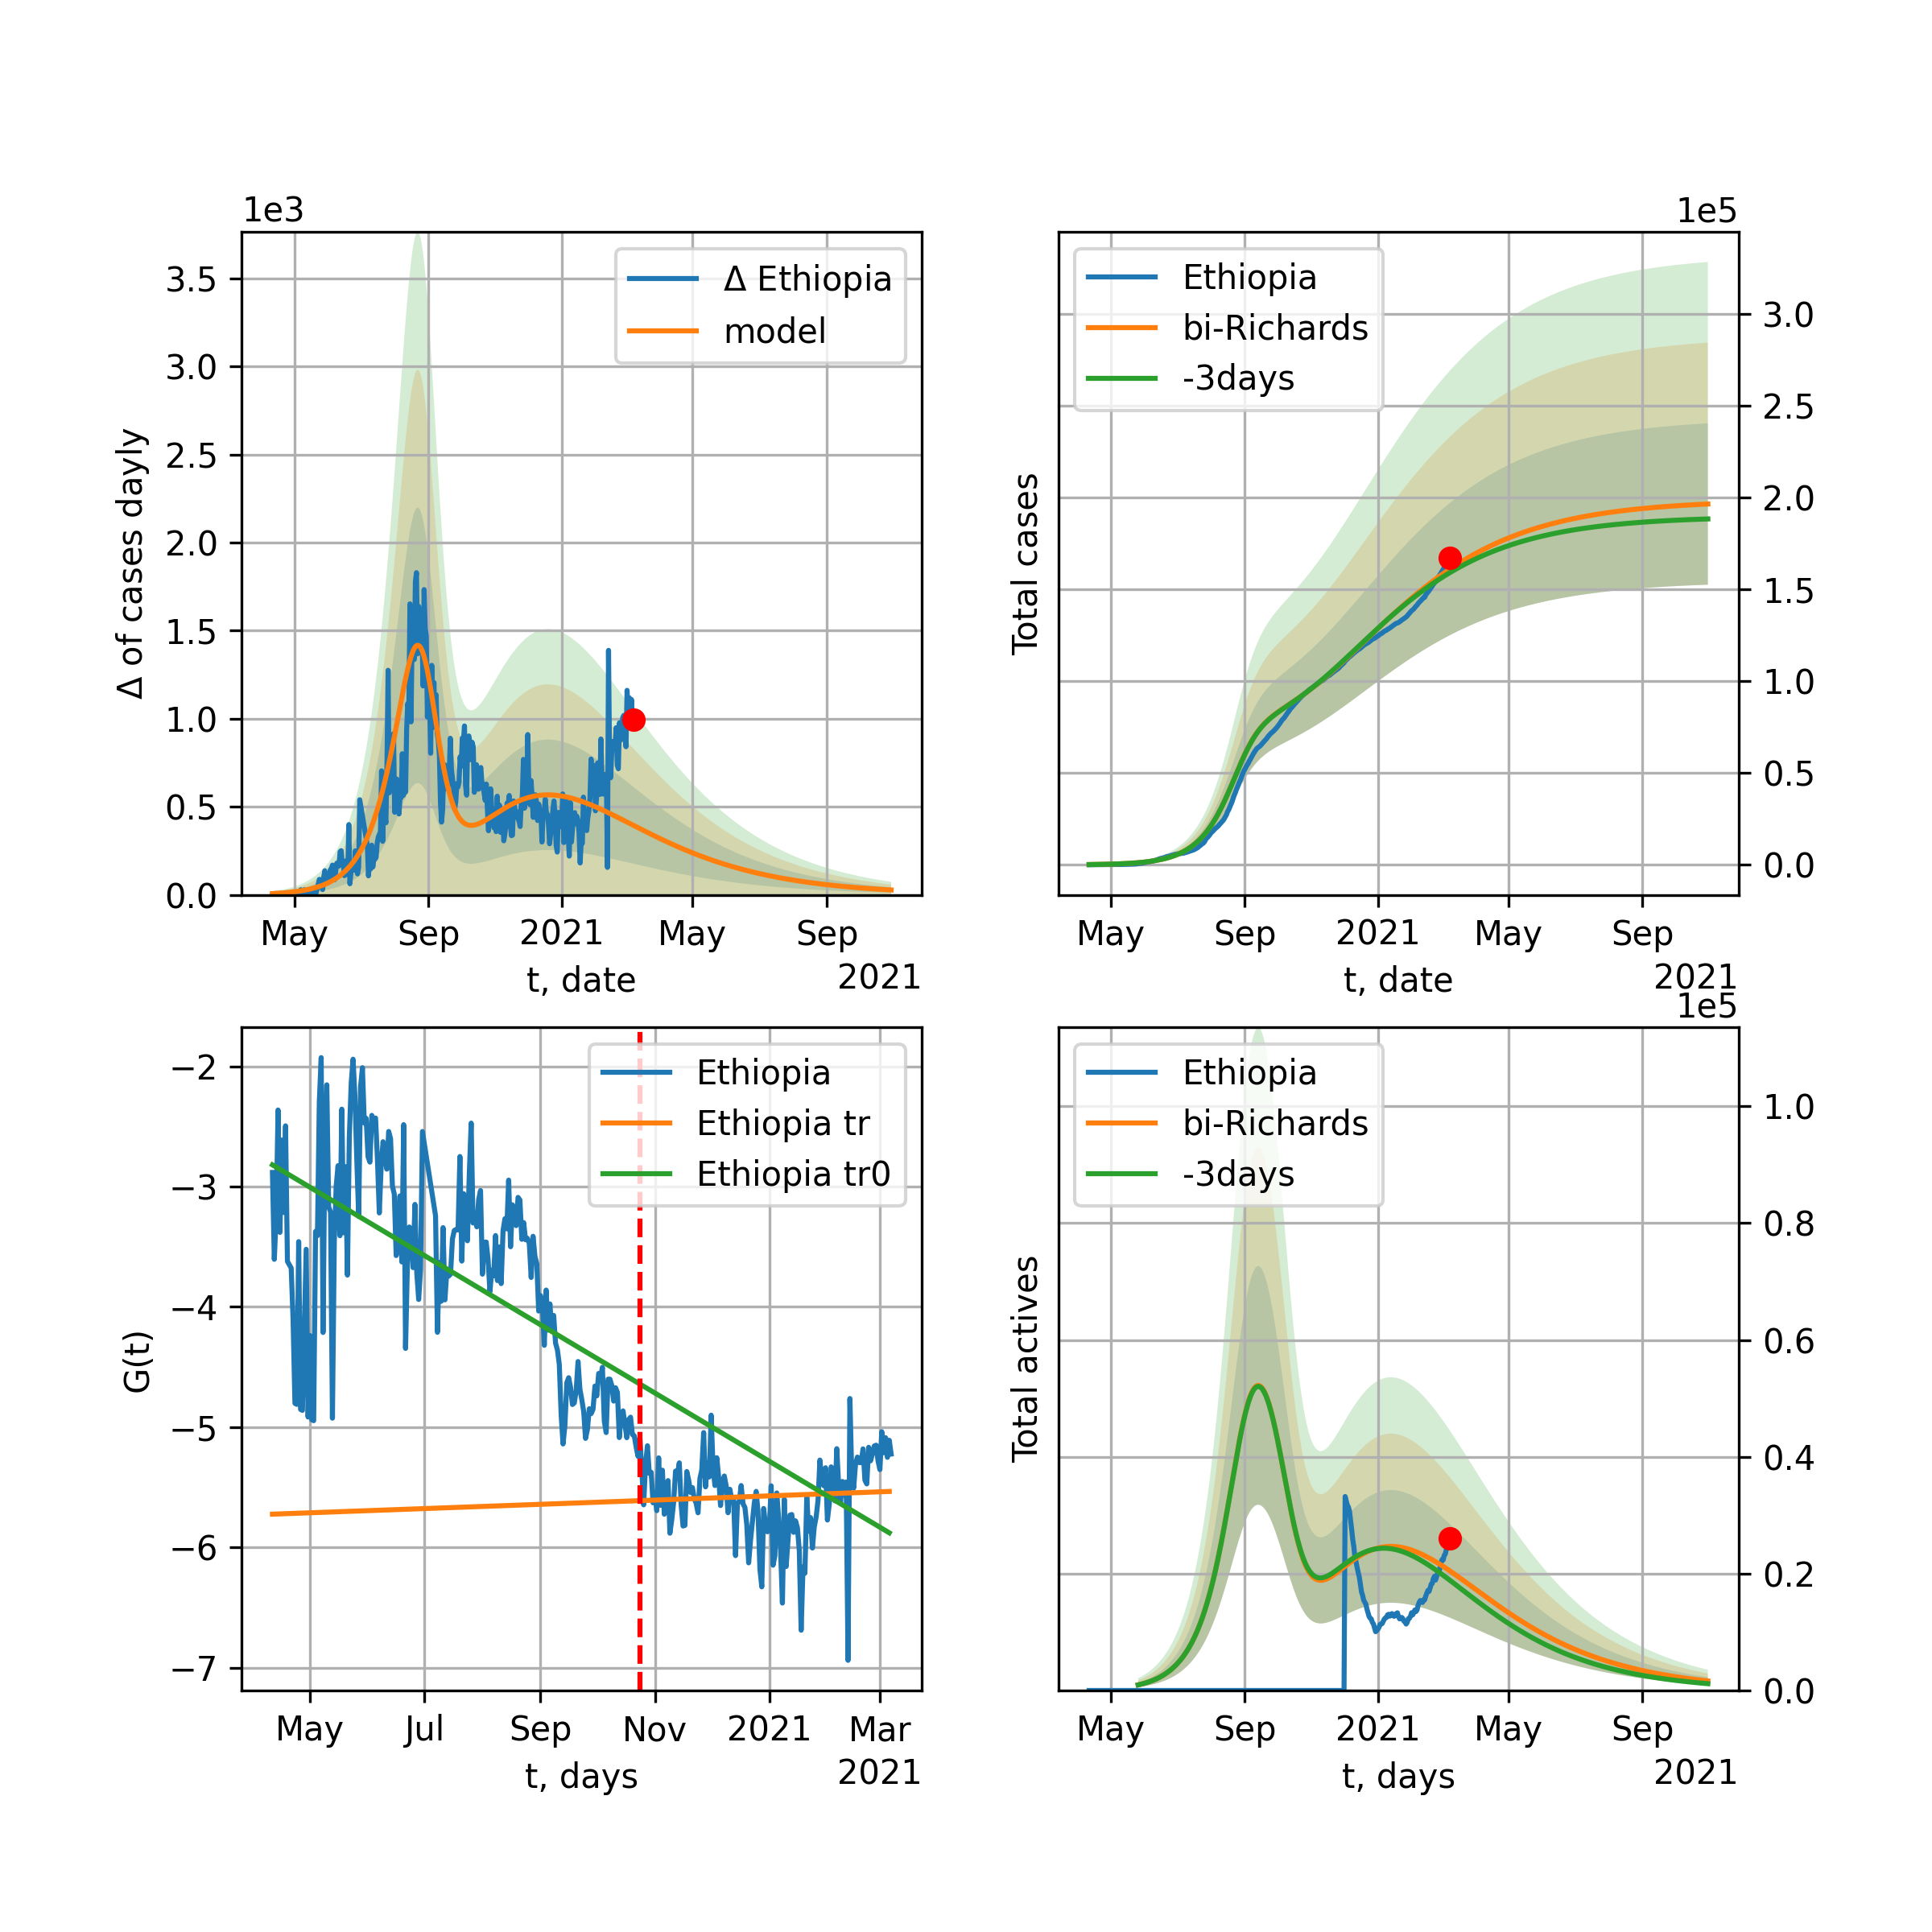 1e3
Δ of cases dayly
3.5
3.0
2.5
2.0
1.5
1.0
0.5
0.0
Δ Ethiopia
model
May Sep 2021 May Sep
t, date
2021
1e5
Total cases
Ethiopia
bi-Richards
-3days
3.0
2.5
2.0
1.5
1.0
0.5
0.0
May Sep 2021 May Sep
t, date
2021
G(t)
−2
−3
−4
−5
−6
−7
Ethiopia
Ethiopia tr
Ethiopia tr0
May Jul Sep Nov 2021 Mar
t, days
2021
1e5
Total actives
Ethiopia
bi-Richards
-3days
1.0
0.8
0.6
0.4
0.2
0.0
May Sep 2021 May Sep
t, days
2021